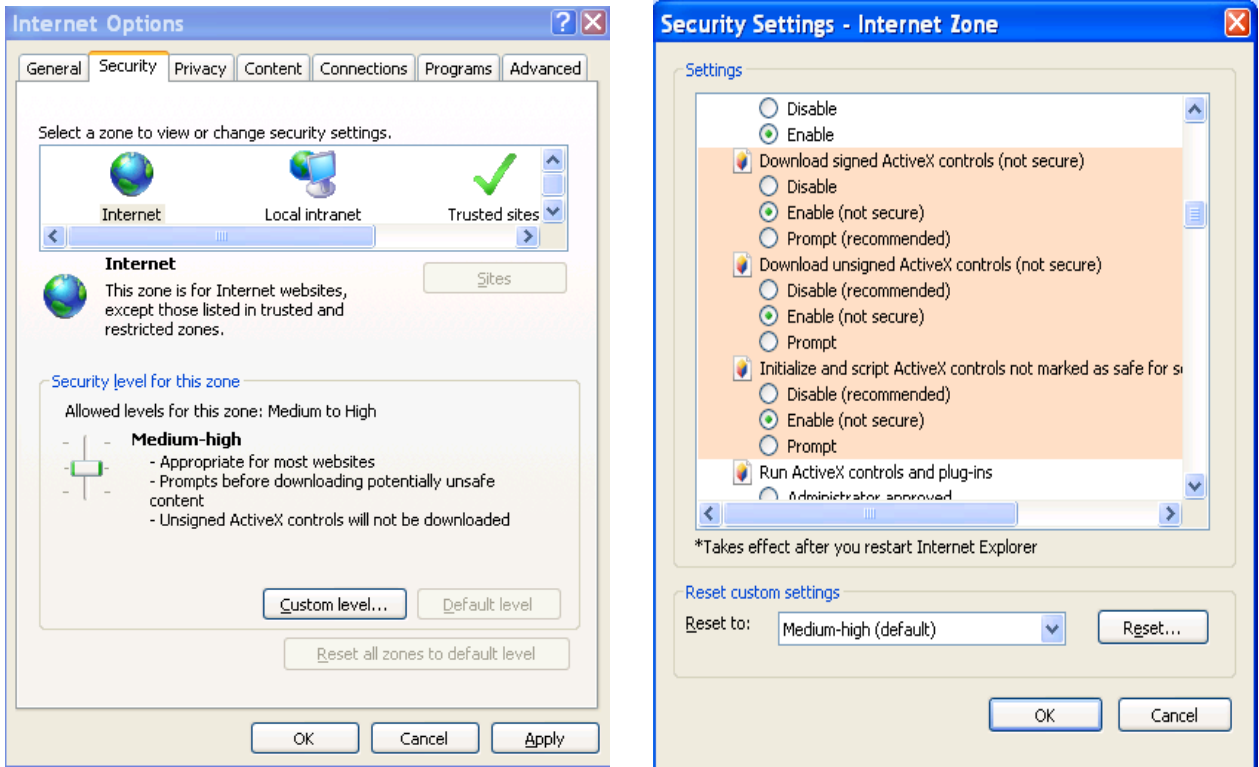 Internet Options
General Security Privacy Content Connections Programs Advanced
Select a zone to view or change security settings.
Internet Local intranet Trusted sites
Internet
This zone is for Internet websites,
except those listed in trusted and
restricted zones.
Sites
Security level for this zone
Allowed levels for this zone: Medium to High
Medium-high
- Appropriate for most websites
- Prompts before downloading potentially unsafe
content
- Unsigned ActiveX controls will not be downloaded
Custom level... Default level
Reset all zones to default level
OK Cancel Apply
Security Settings - Internet Zone
Settings
Disable
Enable
Download signed ActiveX controls (not secure)
Disable
Enable (not secure)
Prompt (recommended)
Download unsigned ActiveX controls (not secure)
Disable (recommended)
Enable (not secure)
Prompt
Initialize and script ActiveX controls not marked as safe for
Disable (recommended)
Enable (not secure)
Prompt
Run ActiveX controls and plug-ins
Administrator approved
*Takes effect after you restart Internet Explorer
Reset custom settings
Reset to: Medium-high (default) Reset...
OK Cancel